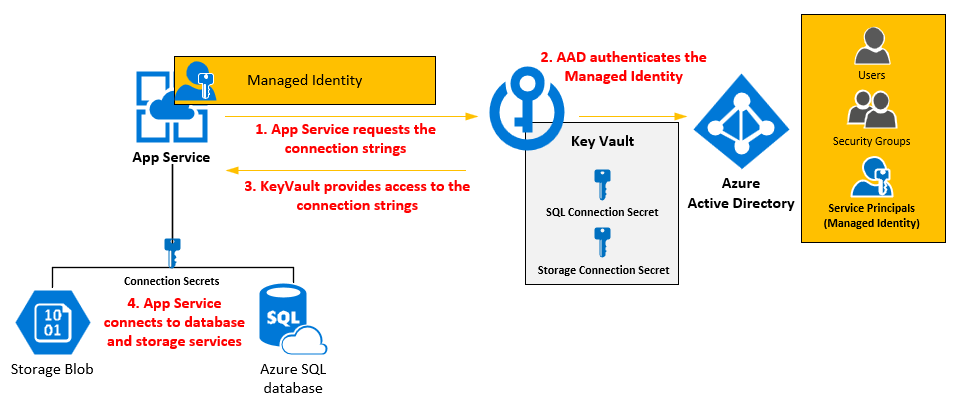 Managed Identity
App Service
1. App Service requests the
connection strings
3. KeyVault provides access to the
connection strings
2. AAD authenticates the
Managed Identity
Key Vault
SQL Connection Secret
Storage Connection Secret
Azure
Active Directory
Users
Security Groups
Service Principals
(Managed Identity)
Connection Secrets
4. App Service
connects to database
and storage services
10
01
Storage Blob
SQL
Azure SQL
database